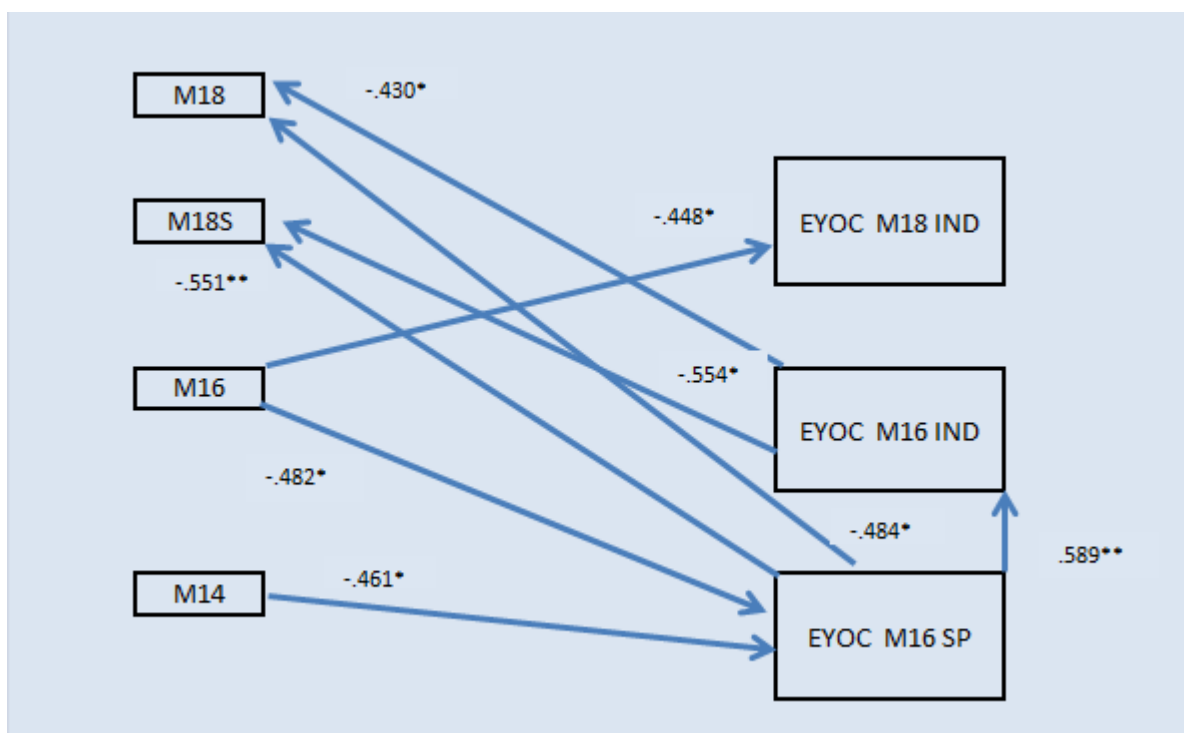 M18
-.430*
EYOC M18 IND
M18S
-.448*
-.551**
M16
-.554*
EYOC M16 IND
-.482*
-.484*
.589**
M14
-.461*
EYOC M16 SP